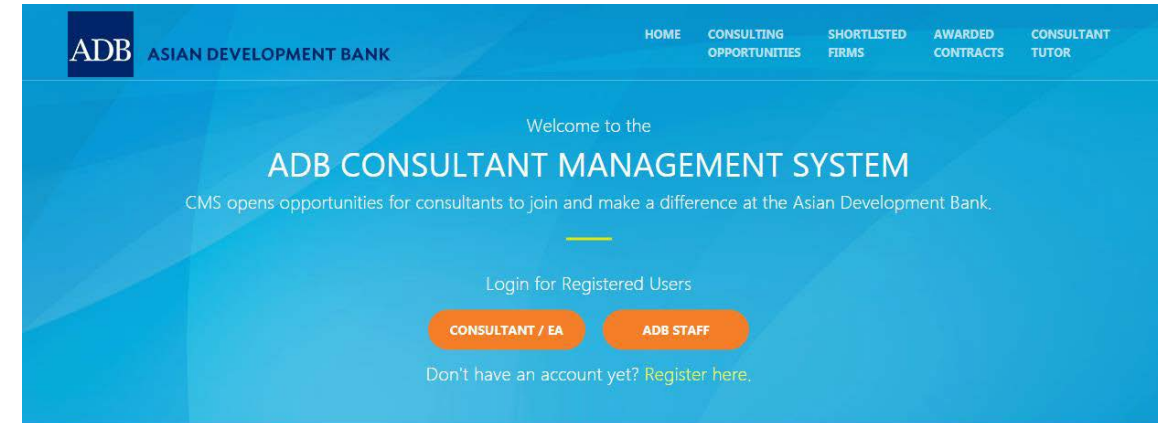 ADB ASIAN DEVELOPMENT BANK
HOME
CONSULTING
OPPORTUNITIES
SHORTLISTED
FIRMS
AWARDED
CONTRACTS
CONSULTANT
TUTOR
Welcome to the
ADB CONSULTANT MANAGEMENT SYSTEM
CMS opens opportunities for consultants to join and make a difference at the Asian Development Bank.
Login for Registered Users
CONSULTANT / EA
ADB STAFF
Don't have an account yet? Register here.